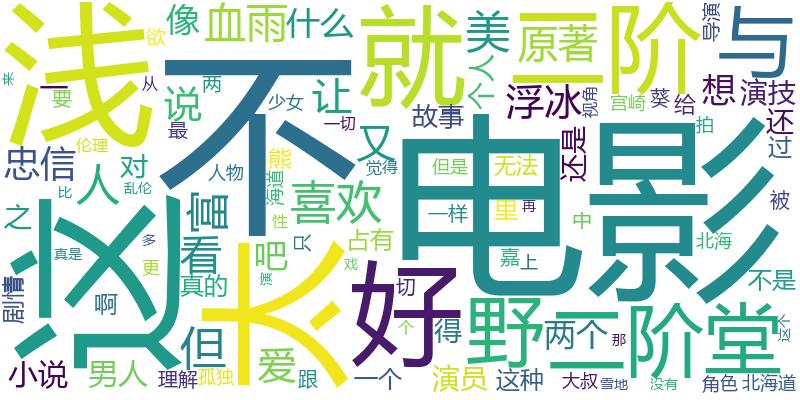 浅
不
就
二阶
与
像
血雨
什么
美
原著
导演
欲
个人
来
一
要
从
两
说
少女
让
浮冰
视角
宫崎
葵
给
想
演技
还
最
一切
又
故事
还是
拍
过
忠信
伦理
对
人物
熊
觉得
但是
无法
人
乱伦
海道
喜欢
一样
里
再
电影
被
之
比
这
富
性
只
占有
中
真是
多
看
吧
嘉
上
北海
不是
更
真的
演
戏
剧情
啊
太
好
切
野
二阶堂
这个
但
个
得
两个
那
小说
男人
理解
孤独
爱
跟
一个
演员
这种
大叔
雪地
没有
角色
北海道